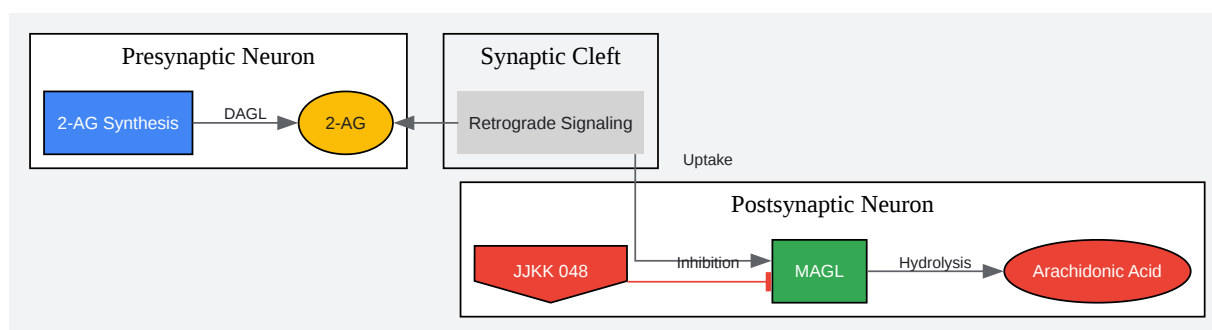 Presynaptic Neuron
2-AG Synthesis
DAGL
2-AG
Synaptic Cleft
Retrograde Signaling
Uptake
Postsynaptic Neuron
JJKK 048
Inhibition
MAGL
Hydrolysis
Arachidonic Acid